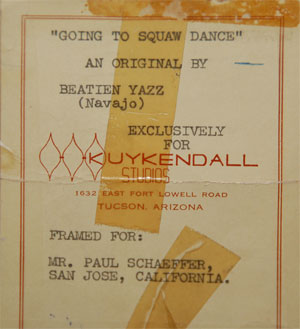 "GOING TO SQUAW DANCE"
AN ORIGINAL BY
BEATIEN YAZZ
(Navajo)
EXCLUSIVELY
FOR
KUYKENDALL
STUDIOS
1632 EAST FORT LOWELL ROAD
TUCSON, ARIZONA
FRAMED FOR:
MR. PAUL SCHAEFFER,
SAN JOSE, CALIFORNIA.